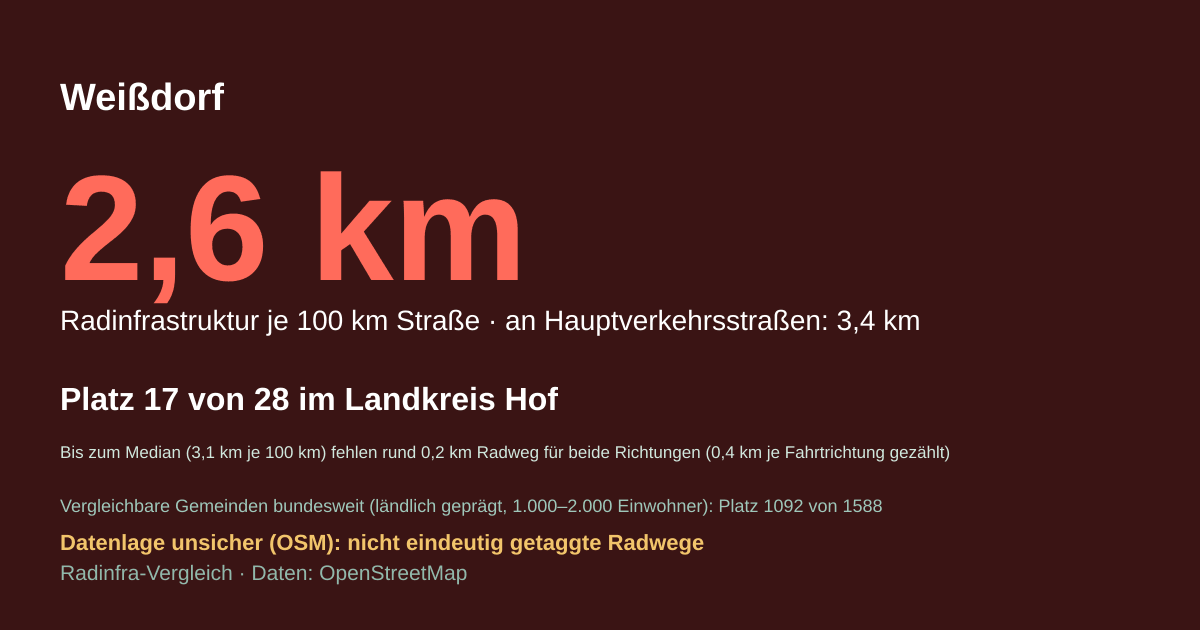 Weißdorf
2,6 km
Radinfrastruktur je 100 km Straße · an Hauptverkehrsstraßen: 3,4 km
Platz 17 von 28 im Landkreis Hof
Bis zum Median (3,1 km je 100 km) fehlen rund 0,2 km Radweg für beide Richtungen (0,4 km je Fahrtrichtung gezählt)
Vergleichbare Gemeinden bundesweit (ländlich geprägt, 1.000–2.000 Einwohner): Platz 1092 von 1588
Datenlage unsicher (OSM): nicht eindeutig getaggte Radwege
Radinfra-Vergleich · Daten: OpenStreetMap